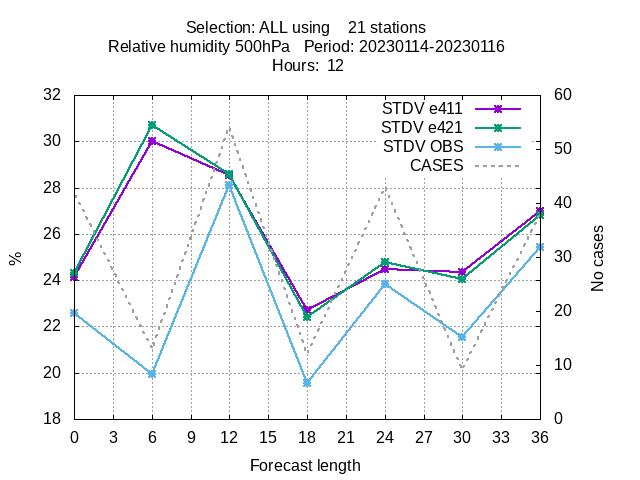 Selection: ALL using    21 stations
Relative humidity 500hPa   Period: 20230114-20230116
Hours:  12
32
30
28
26
24
22
20
18
%
60
50
40
30
20
10
0
No cases
STDV e411
STDV e421
STDV OBS
CASES
0 3 6 9 12 15 18 21 24 27 30 33 36
Forecast length